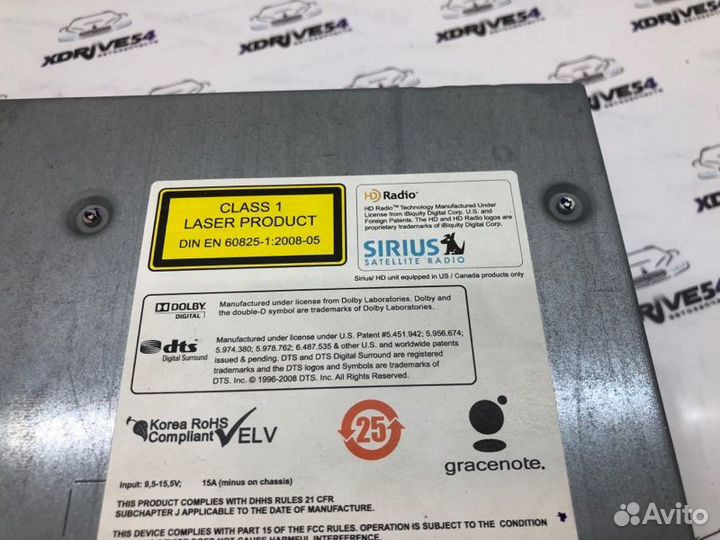 XDRIVE54
XDRIVE54
XDRIVE54
XDRIVE54
XDRIVE54
XDRIVE54
XDRIVE54
CLASS 1
LASER PRODUCT
DIN EN 60825-1:2008-05
HD Radio®
HD Radio™ Technology Manufactured Under
License from iBiquity Digital Corp. U.S. and
Foreign Patents. The HD and HD Radio logos are
proprietary trademarks of iBiquity Digital Corp.
SIRIUS
SATELLITE RADIO
Sirius/ HD unit equipped in US / Canada products only
DOLBY
DIGITAL
Manufactured under license from Dolby Laboratories. Dolby and
the double-D symbol are trademarks of Dolby Laboratories.
dts
Digital Surround
Manufactured under license under U.S. Patent #5.451.942; 5.956.674;
5.974.380; 5.978.762; 6.487.535 & other U.S. and worldwide patents
issued & pending. DTS and DTS Digital Surround are registered
trademarks and the DTS logos and Symbols are trademarks of
DTS. Inc. © 1996-2008 DTS. Inc. All Rights Reserved.
Korea RoHS
Compliant
ELV
25
gracenote.
Input: 9,5-15,5V; 15A (minus on chassis)
THIS PRODUCT COMPLIES WITH DHHS RULES 21 CFR
SUBCHAPTER J APPLICABLE TO THE DATE OF MANUFACTURE.
THIS DEVICE COMPLIES WITH PART 15 OF THE FCC RULES. OPERATION IS SUBJECT TO THE CONDITION
DEVICE DOES NOT CAUSE HARMFUL INTERFERENCE.
Avito